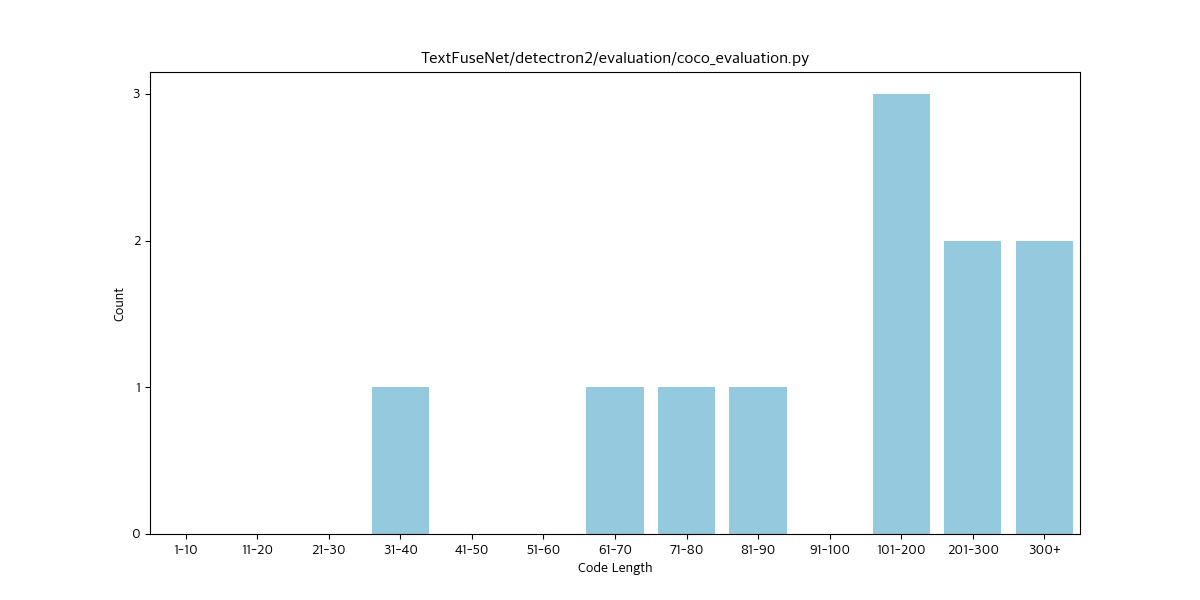 TextFuseNet/detectron2/evaluation/coco_evaluation.py
3
2
1
0
Count
1-10 11-20 21-30 31-40 41-50 51-60 61-70 71-80 81-90 91-100 101-200 201-300 300+
Code Length